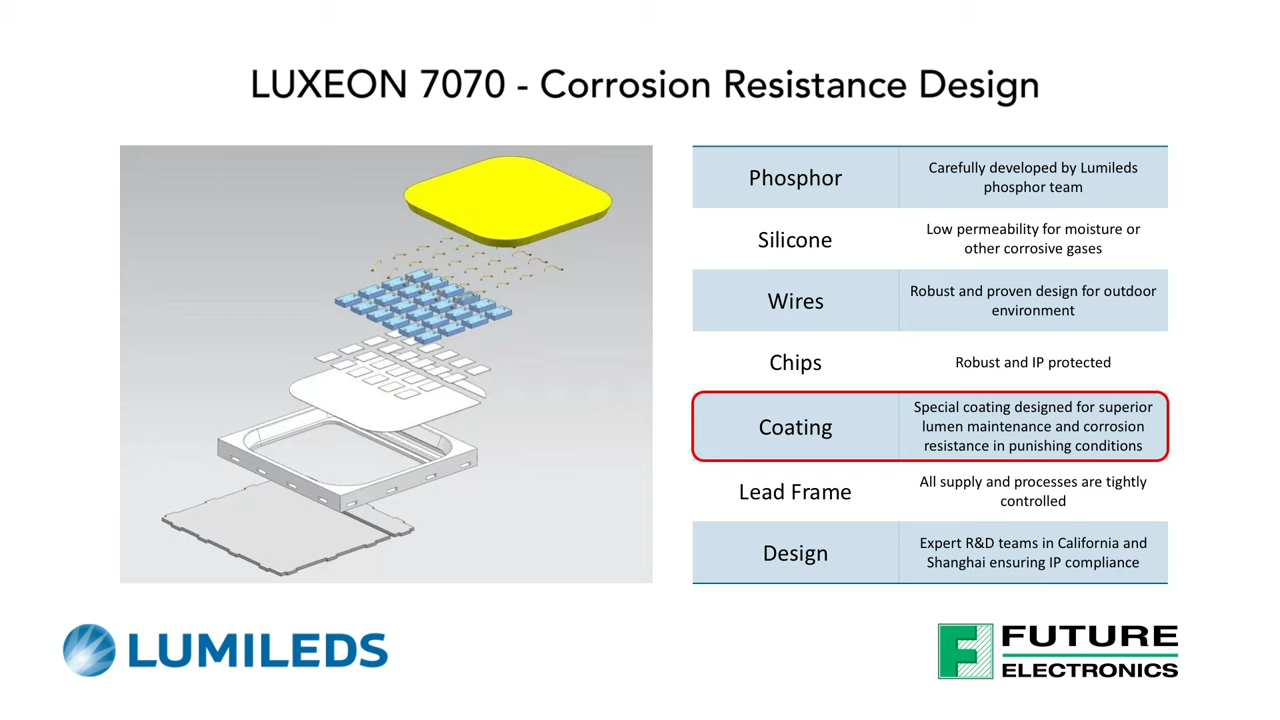 LUXEON 7070 - Corrosion Resistance Design
Phosphor
Carefully developed by Lumileds
phosphor team
Silicone
Low permeability for moisture or
other corrosive gases
Wires
Robust and proven design for outdoor
environment
Chips
Robust and IP protected
Coating
Special coating designed for superior
lumen maintenance and corrosion
resistance in punishing conditions
Lead Frame
All supply and processes are tightly
controlled
Design
Expert R&D teams in California and
Shanghai ensuring IP compliance
LUMILEDS
F
FUTURE
ELECTRONICS